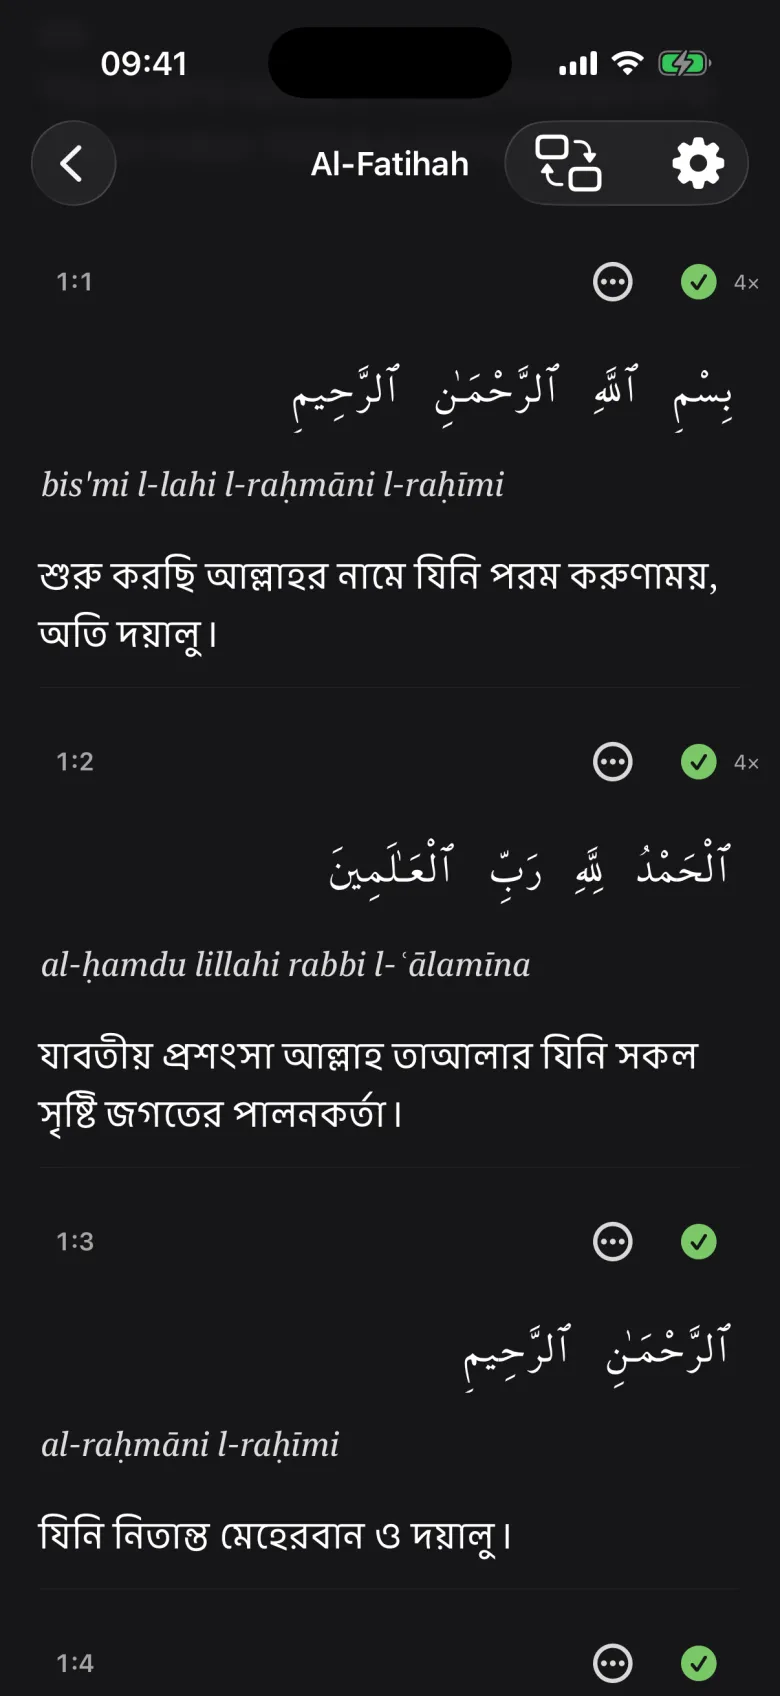 09:41
Al-Fatihah
1:1
4×
بِسْمِ ٱللَّهِ ٱلرَّحْمَـٰنِ ٱلرَّحِيمِ
bis'mi l-lahi l-raḥmāni l-raḥīmi
শুরু করছি আল্লাহর নামে যিনি পরম করুণাময়,
অতি দয়ালু।
1:2
4×
ٱلْحَمْدُ لِلَّهِ رَبِّ ٱلْعَـٰلَمِينَ
al-ḥamdu lillahi rabbi l-ʿālamīna
যাবতীয় প্রশংসা আল্লাহ তাআলার যিনি সকল
সৃষ্টি জগতের পালনকর্তা।
1:3
ٱلرَّحْمَـٰنِ ٱلرَّحِيمِ
al-raḥmāni l-raḥīmi
যিনি নিতান্ত মেহেরবান ও দয়ালু।
1:4